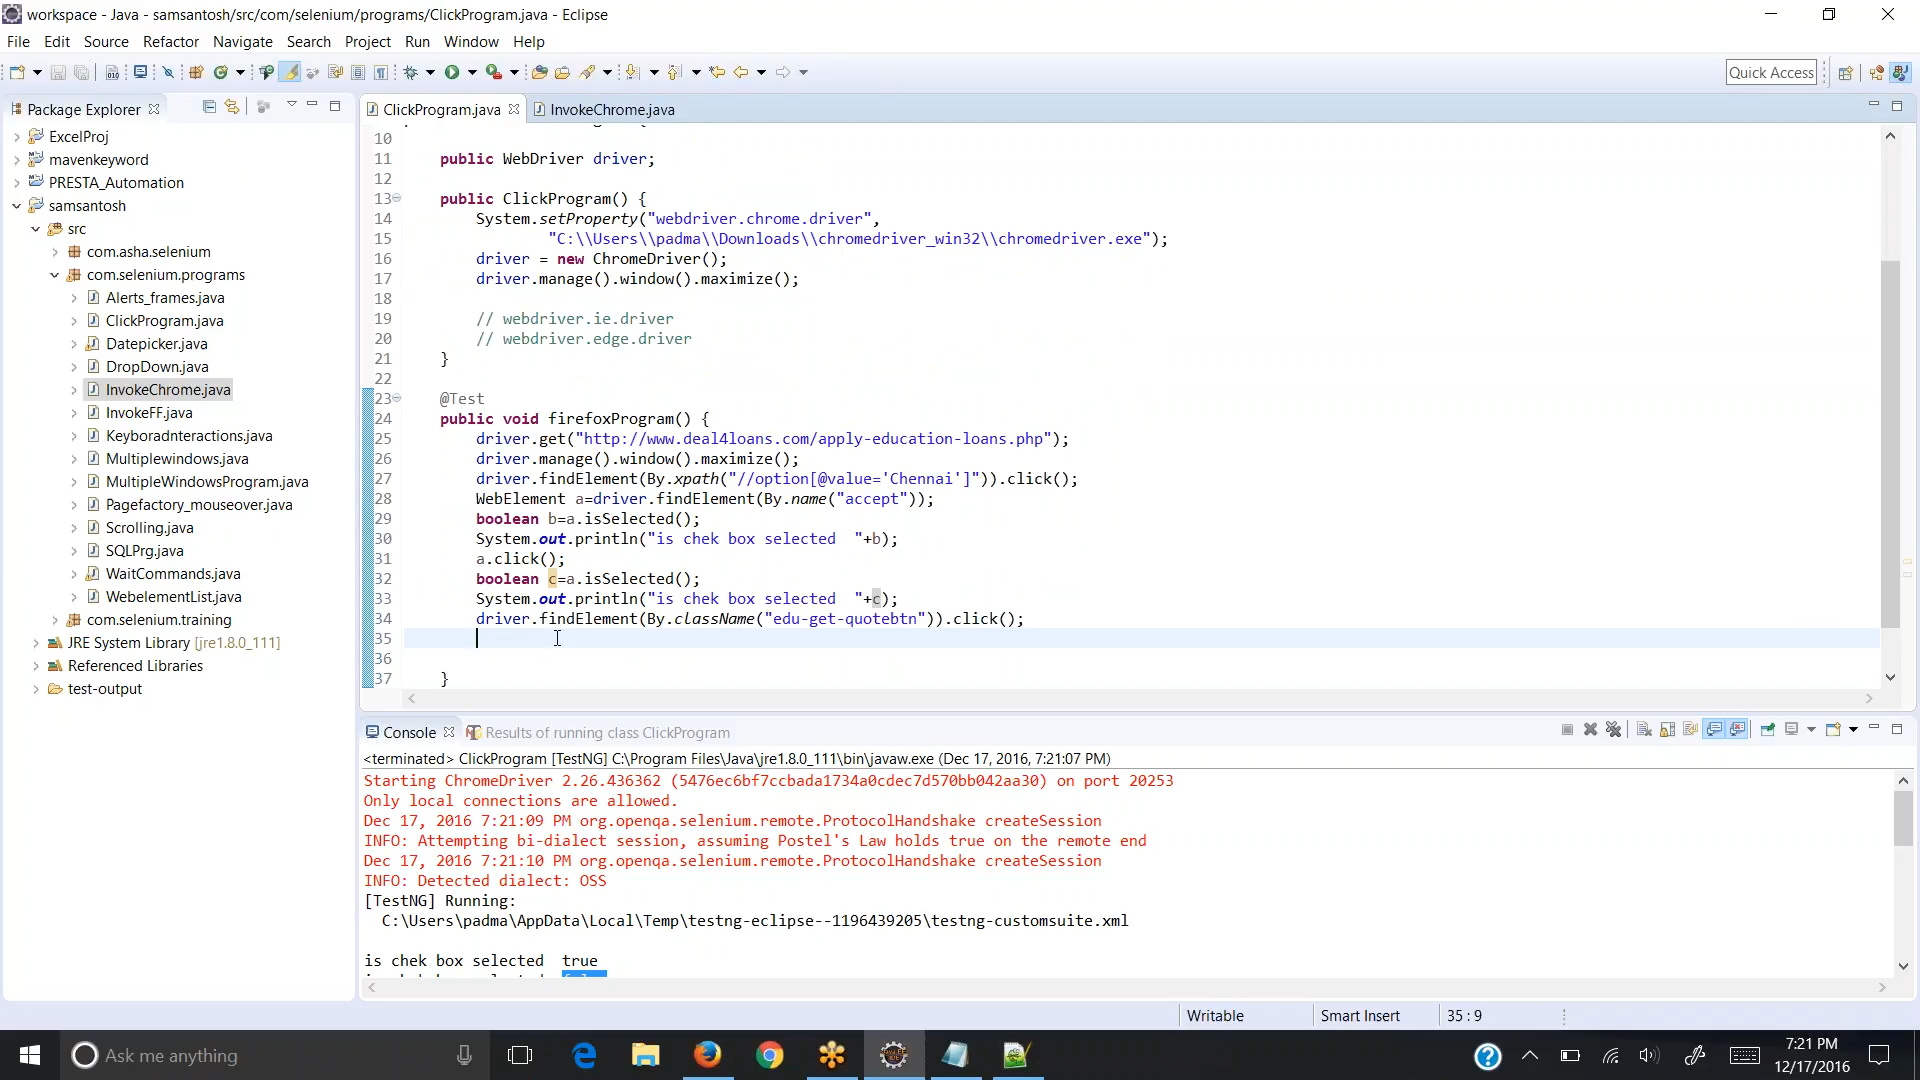 workspace - Java - samsantosh/src/com/selenium/programs/ClickProgram.java - Eclipse
File Edit Source Refactor Navigate Search Project Run Window Help
Quick Access
Package Explorer
ExcelProj
mavenkeyword
PRESTA_Automation
samsantosh
src
com.asha.selenium
com.selenium.programs
Alerts_frames.java
ClickProgram.java
Datepicker.java
DropDown.java
InvokeChrome.java
InvokeFF.java
KeyboradnteractionS.java
Multiplewindows.java
MultipleWindowsProgram.java
Pagefactory_mouseover.java
Scrolling.java
SQLPrg.java
WaitCommands.java
WebelementList.java
com.selenium.training
JRE System Library [jre1.8.0_111]
Referenced Libraries
test-output
ClickProgram.java InvokeChrome.java
10
11 public WebDriver driver;
12
13 public ClickProgram() {
14 System.setProperty("webdriver.chrome.driver",
15 "C:\\Users\\padma\\Downloads\\chromedriver_win32\\chromedriver.exe");
16 driver = new ChromeDriver();
17 driver.manage().window().maximize();
18
19 // webdriver.ie.driver
20 // webdriver.edge.driver
21 }
22
23 @Test
24 public void firefoxProgram() {
25 driver.get("http://www.deal4loans.com/apply-education-loans.php");
26 driver.manage().window().maximize();
27 driver.findElement(By.xpath("//option[@value='Chennai']")).click();
28 WebElement a=driver.findElement(By.name("accept"));
29 boolean b=a.isSelected();
30 System.out.println("is chek box selected  "+b);
31 a.click();
32 boolean c=a.isSelected();
33 System.out.println("is chek box selected  "+c);
34 driver.findElement(By.className("edu-get-quotebtn")).click();
35
36
37 }
Console Results of running class ClickProgram
<terminated> ClickProgram [TestNG] C:\Program Files\Java\jre1.8.0_111\bin\javaw.exe (Dec 17, 2016, 7:21:07 PM)
Starting ChromeDriver 2.26.436362 (5476ec6bf7ccbada1734a0cdec7d570bb042aa30) on port 20253
Only local connections are allowed.
Dec 17, 2016 7:21:09 PM org.openqa.selenium.remote.ProtocolHandshake createSession
INFO: Attempting bi-dialect session, assuming Postel's Law holds true on the remote end
Dec 17, 2016 7:21:10 PM org.openqa.selenium.remote.ProtocolHandshake createSession
INFO: Detected dialect: OSS
[TestNG] Running:
C:\Users\padma\AppData\Local\Temp\testng-eclipse--1196439205\testng-customsuite.xml
is chek box selected  true
Writable Smart Insert 35 : 9
Ask me anything
7:21 PM
12/17/2016